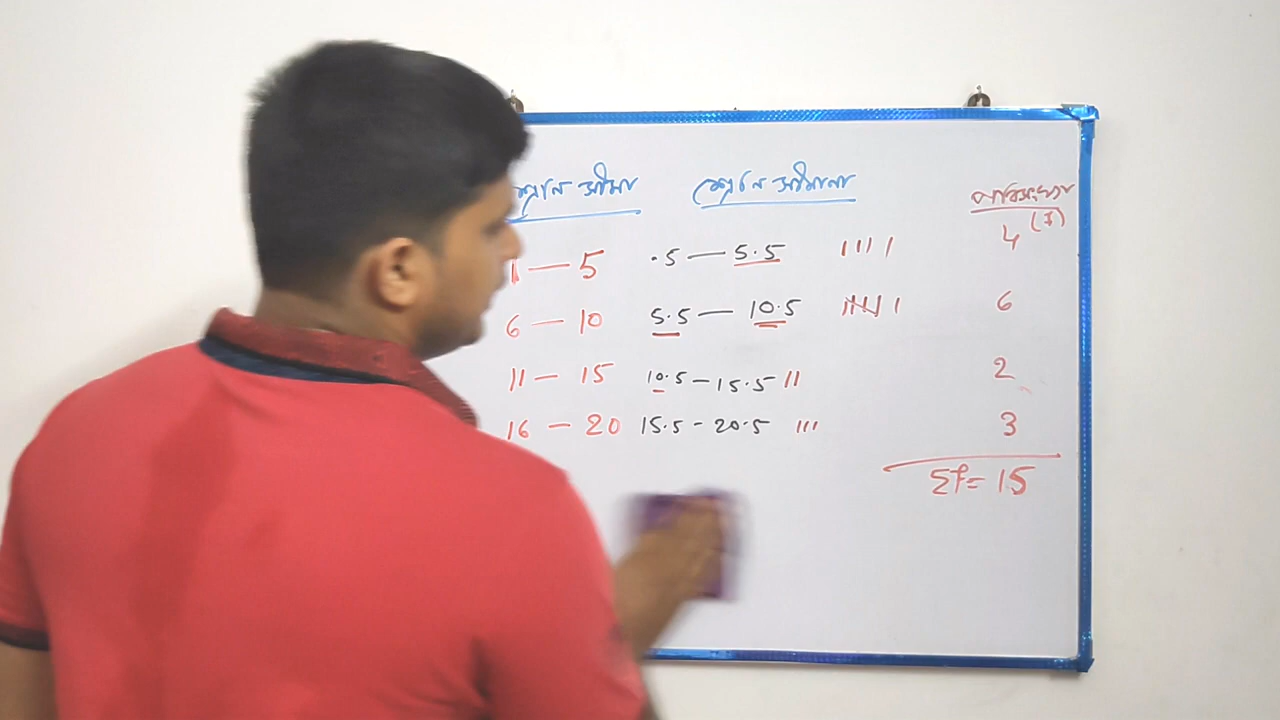 শ্রেণি সীমা শ্রেণি সীমানা পরিসংখ্যা
(f)
1 — 5 .5 — 5.5 |||| 4
6 — 10 5.5 — 10.5 |||| | 6
11 — 15 10.5 — 15.5 || 2
16 — 20 15.5 - 20.5 ||| 3
Σf = 15